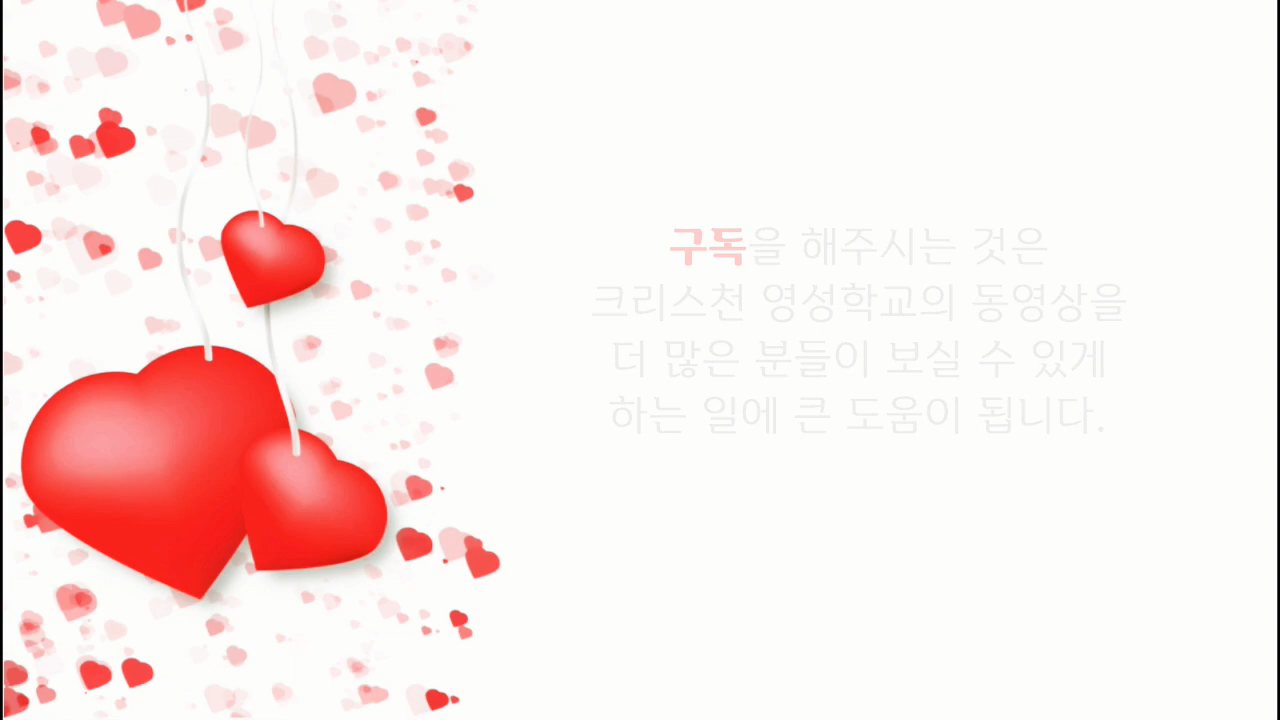 구독을 해주시는 것은
크리스천 영성학교의 동영상을
더 많은 분들이 보실 수 있게
하는 일에 큰 도움이 됩니다.